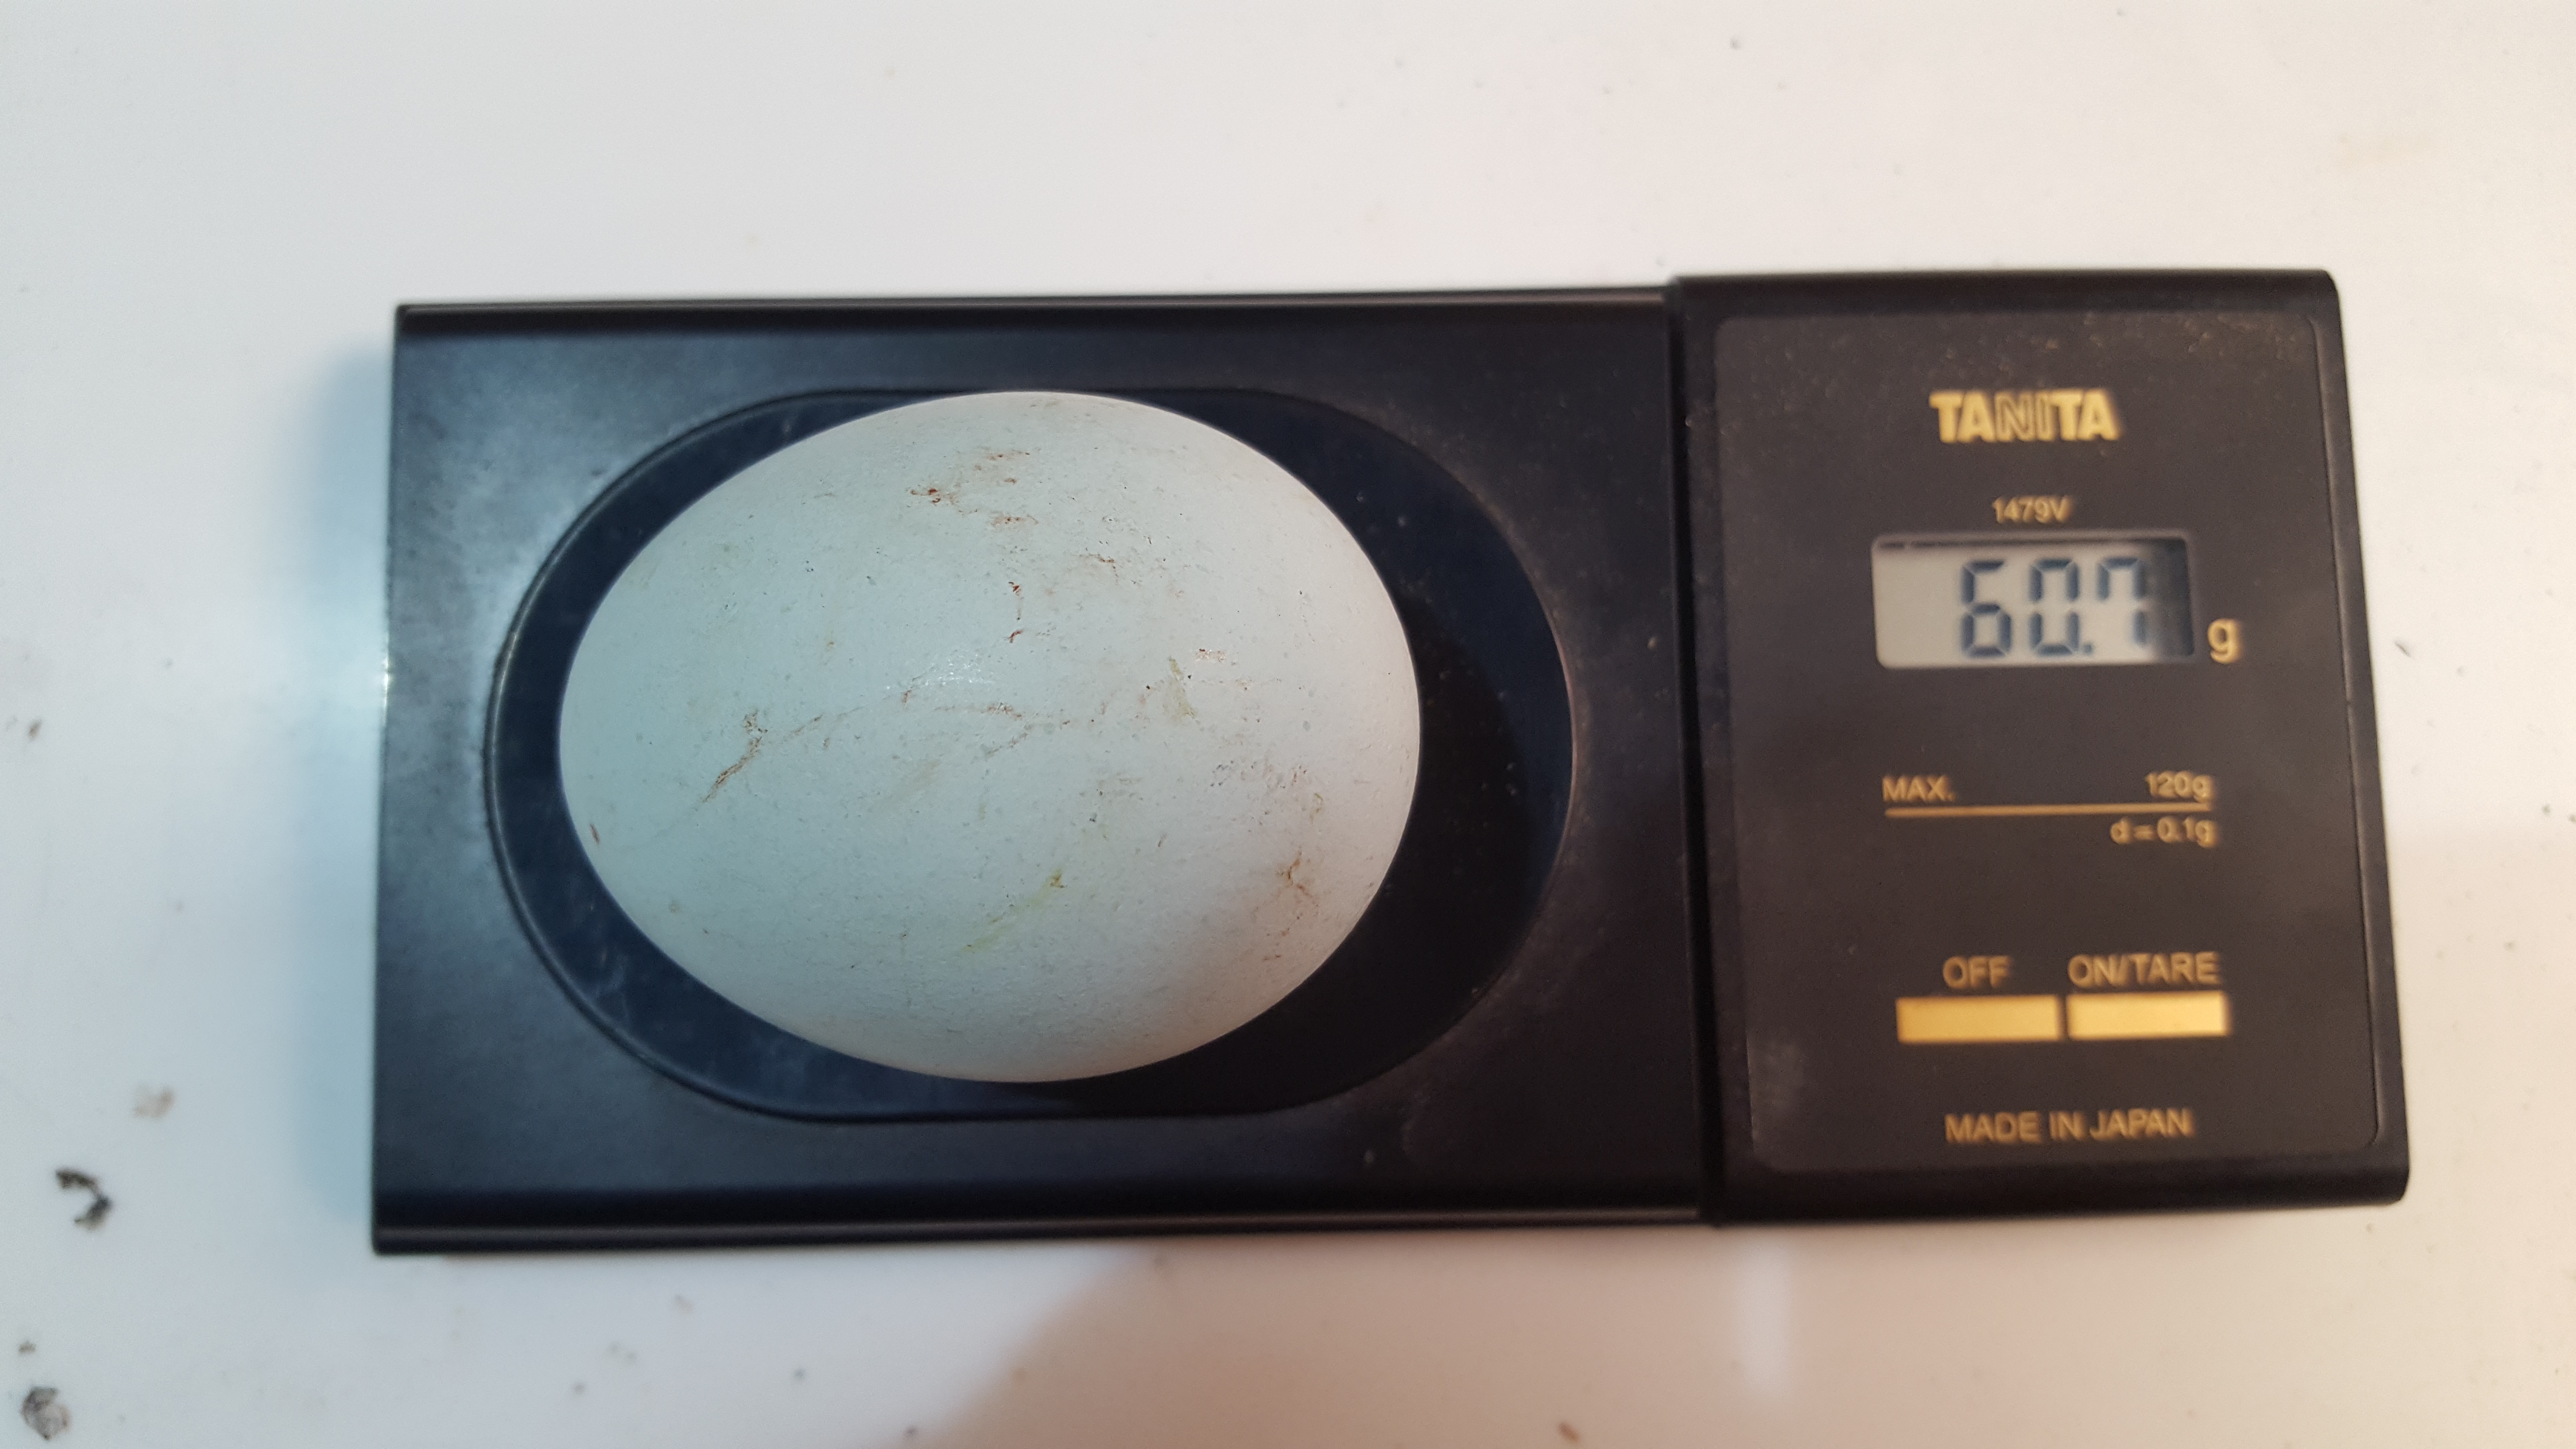 TANITA
1479V
60.7 g
MAX. 120g
d=0.1g
OFF ON/TARE
MADE IN JAPAN